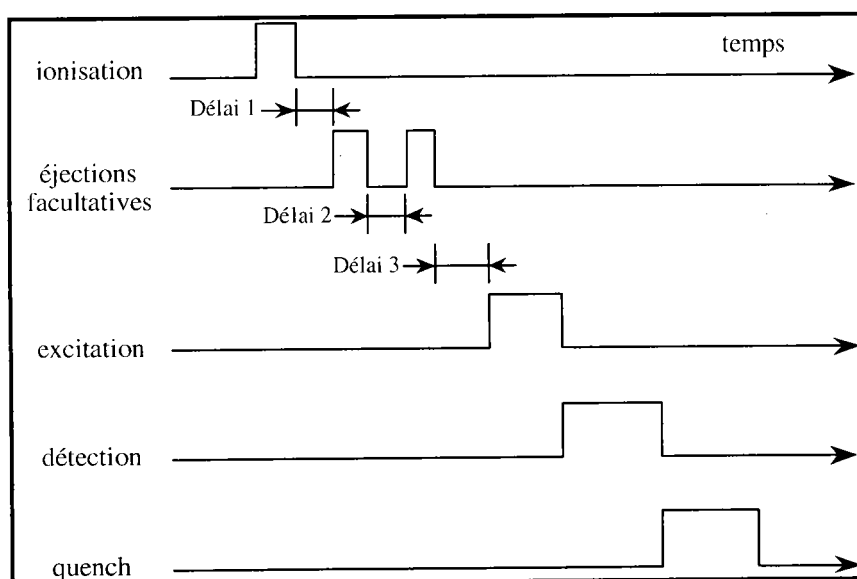 temps
ionisation
Délai 1
éjections
facultatives
Délai 2
Délai 3
excitation
détection
quench